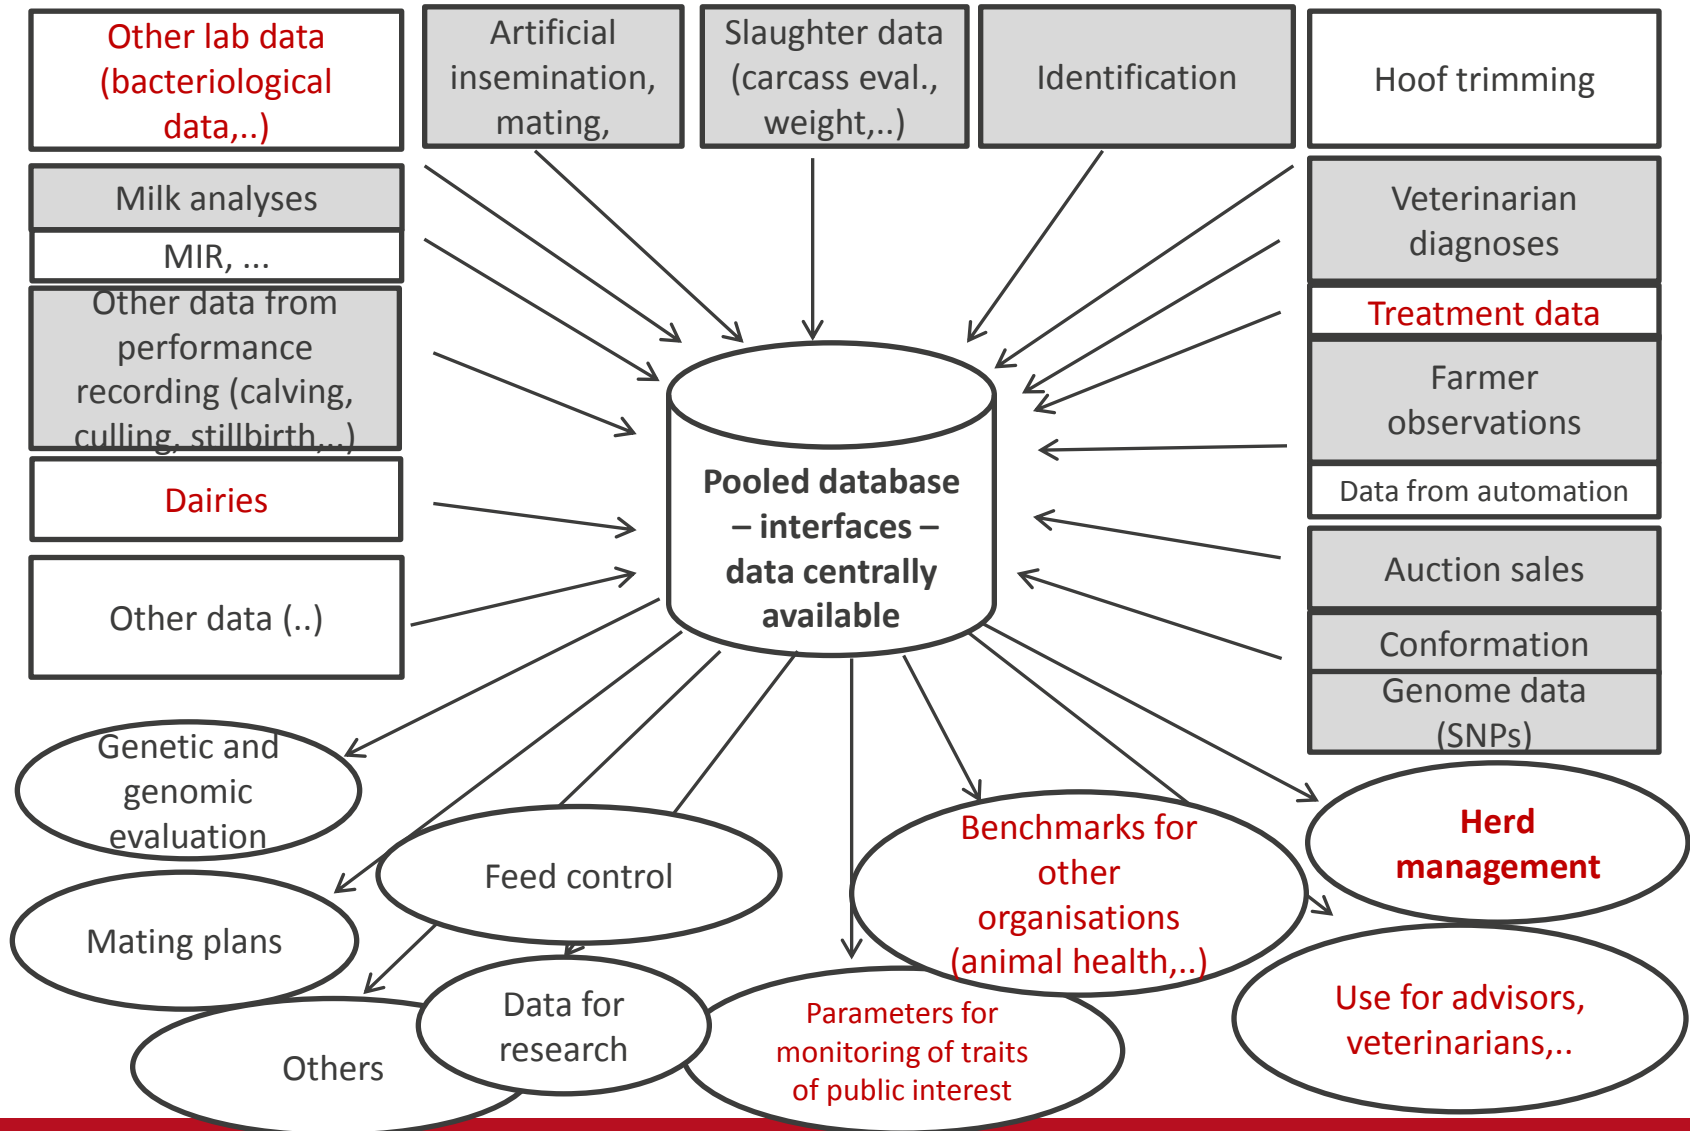 Other lab data
(bacteriological
data,..)
Artificial
insemination,
mating,
Slaughter data
(carcass eval.,
weight,..)
Identification
Hoof trimming
Milk analyses
MIR, ...
Other data from
performance
recording (calving,
culling, stillbirth,..)
Dairies
Other data (..)
Veterinarian
diagnoses
Treatment data
Farmer
observations
Data from automation
Auction sales
Conformation
Genome data
(SNPs)
Pooled database
– interfaces –
data centrally
available
Genetic and
genomic
evaluation
Mating plans
Others
Feed control
Data for
research
Parameters for
monitoring of traits
of public interest
Benchmarks for
other
organisations
(animal health,..)
Herd
management
Use for advisors,
veterinarians,..